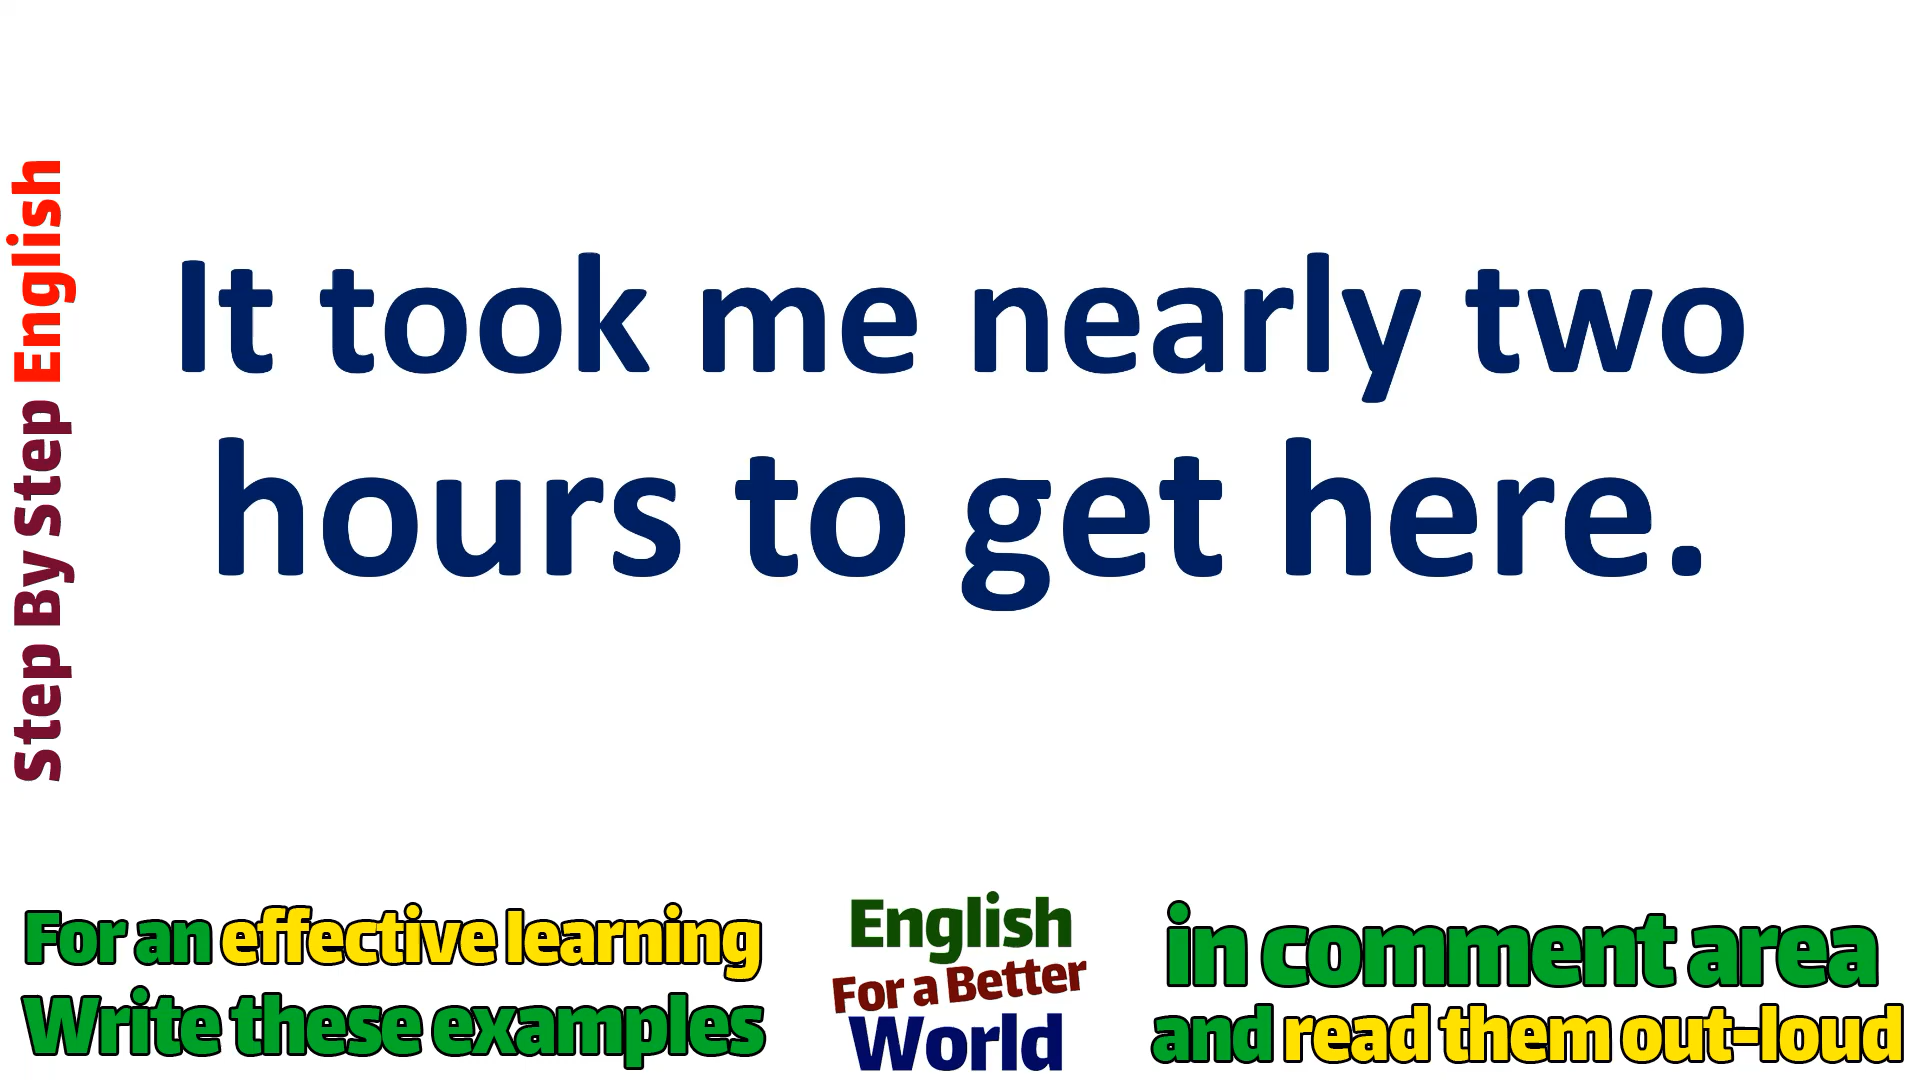 Step By Step English
It took me nearly two
hours to get here.
For an effective learning
Write these examples
English
For a Better
World
in comment area
and read them out-loud